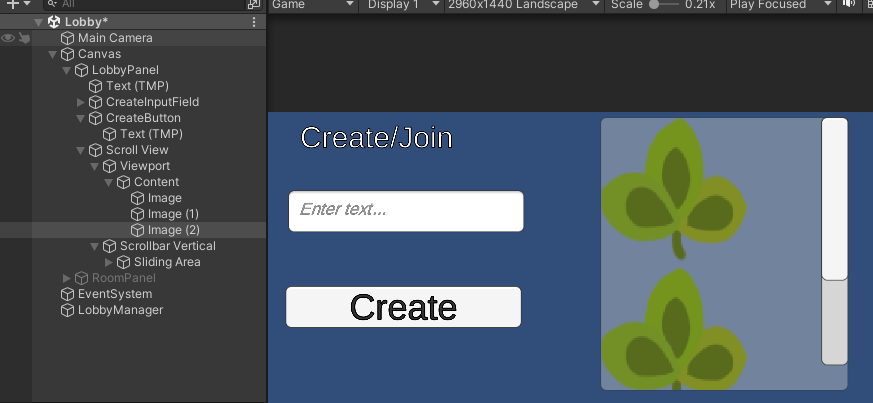 All
Lobby*
Main Camera
Canvas
LobbyPanel
Text (TMP)
CreateInputField
CreateButton
Text (TMP)
Scroll View
Viewport
Content
Image
Image (1)
Image (2)
Scrollbar Vertical
Sliding Area
RoomPanel
EventSystem
LobbyManager
Game Display 1 2960x1440 Landscape Scale 0.21x Play Focused
Create/Join
Enter text...
Create